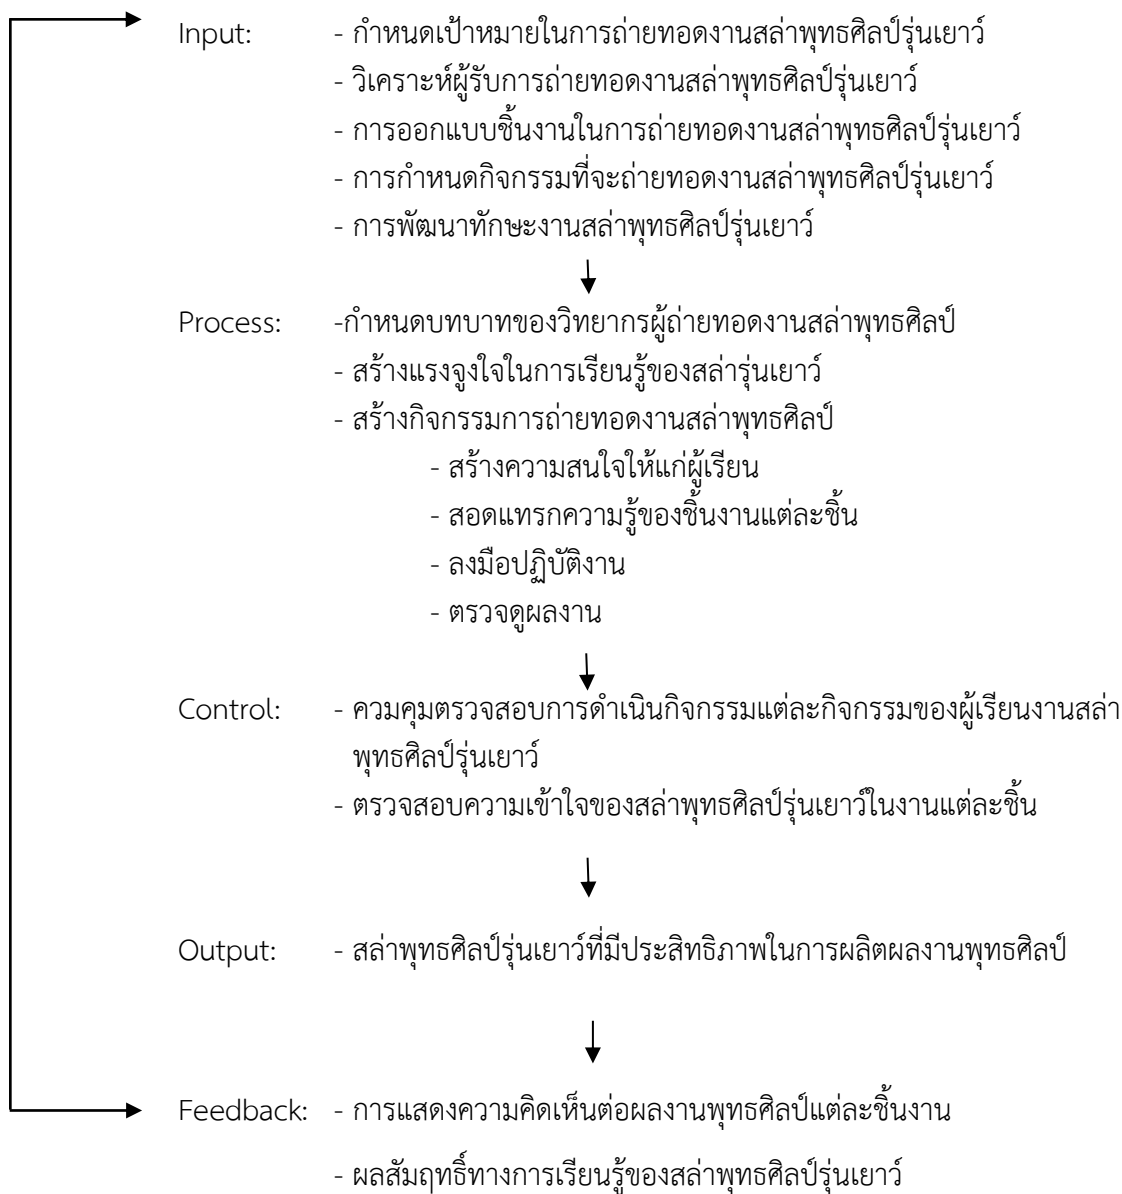 Input: - กำหนดเป้าหมายในการถ่ายทอดงานสล่าพุทธศิลป์รุ่นเยาว์
- วิเคราะห์ผู้รับการถ่ายทอดงานสล่าพุทธศิลป์รุ่นเยาว์
- การออกแบบชิ้นงานในการถ่ายทอดงานสล่าพุทธศิลป์รุ่นเยาว์
- การกำหนดกิจกรรมที่จะถ่ายทอดงานสล่าพุทธศิลป์รุ่นเยาว์
- การพัฒนาทักษะงานสล่าพุทธศิลป์รุ่นเยาว์
Process: -กำหนดบทบาทของวิทยากรผู้ถ่ายทอดงานสล่าพุทธศิลป์
- สร้างแรงจูงใจในการเรียนรู้ของสล่ารุ่นเยาว์
- สร้างกิจกรรมการถ่ายทอดงานสล่าพุทธศิลป์
- สร้างความสนใจให้แก่ผู้เรียน
- สอดแทรกความรู้ของชิ้นงานแต่ละชิ้น
- ลงมือปฏิบัติงาน
- ตรวจดูผลงาน
Control: - ควมคุมตรวจสอบการดำเนินกิจกรรมแต่ละกิจกรรมของผู้เรียนงานสล่า
พุทธศิลป์รุ่นเยาว์
- ตรวจสอบความเข้าใจของสล่าพุทธศิลป์รุ่นเยาว์ในงานแต่ละชิ้น
Output: - สล่าพุทธศิลป์รุ่นเยาว์ที่มีประสิทธิภาพในการผลิตผลงานพุทธศิลป์
Feedback: - การแสดงความคิดเห็นต่อผลงานพุทธศิลป์แต่ละชิ้นงาน
- ผลสัมฤทธิ์ทางการเรียนรู้ของสล่าพุทธศิลป์รุ่นเยาว์